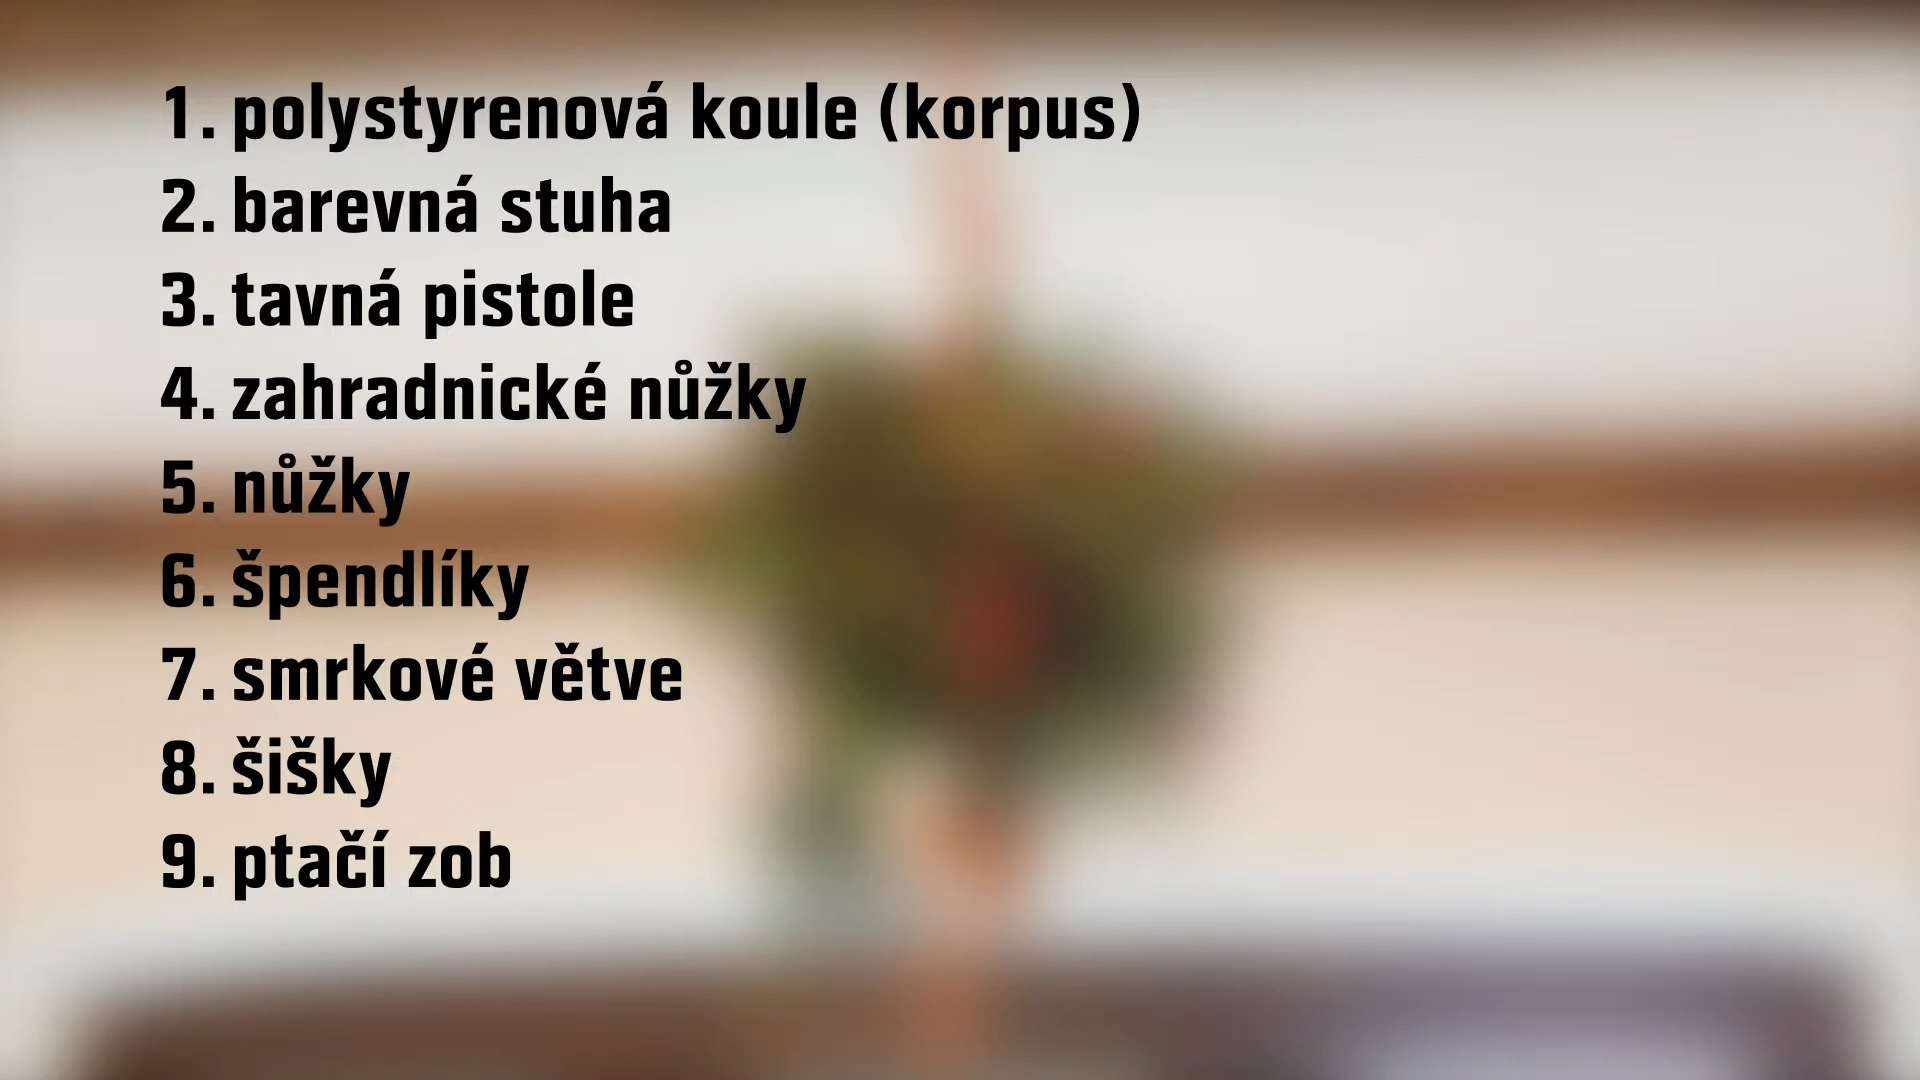 1. polystyrenová koule (korpus)
2. barevná stuha
3. tavná pistole
4. zahradnické nůžky
5. nůžky
6. špendlíky
7. smrkové větve
8. šišky
9. ptačí zob